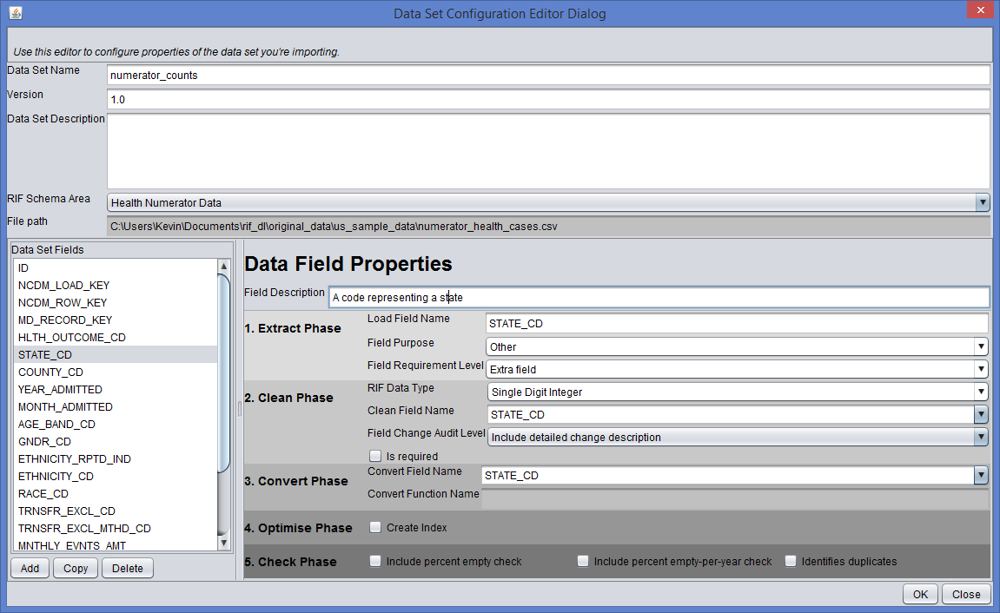 Data Set Configuration Editor Dialog
Use this editor to configure properties of the data set you're importing.
Data Set Name numerator_counts
Version 1.0
Data Set Description
RIF Schema Area Health Numerator Data
File path C:\Users\Kevin\Documents\rif_dl\original_data\us_sample_data\numerator_health_cases.csv
Data Set Fields
ID
NCDM_LOAD_KEY
NCDM_ROW_KEY
MD_RECORD_KEY
HLTH_OUTCOME_CD
STATE_CD
COUNTY_CD
YEAR_ADMITTED
MONTH_ADMITTED
AGE_BAND_CD
GNDR_CD
ETHNICITY_RPTD_IND
ETHNICITY_CD
RACE_CD
TRNSFR_EXCL_CD
TRNSFR_EXCL_MTHD_CD
MNTHLY_EVNTS_AMT
Add Copy Delete
Data Field Properties
Field Description A code representing a state
1. Extract Phase
Load Field Name STATE_CD
Field Purpose Other
Field Requirement Level Extra field
2. Clean Phase
RIF Data Type Single Digit Integer
Clean Field Name STATE_CD
Field Change Audit Level Include detailed change description
Is required
3. Convert Phase
Convert Field Name STATE_CD
Convert Function Name
4. Optimise Phase Create Index
5. Check Phase Include percent empty check Include percent empty-per-year check Identifies duplicates
OK Close